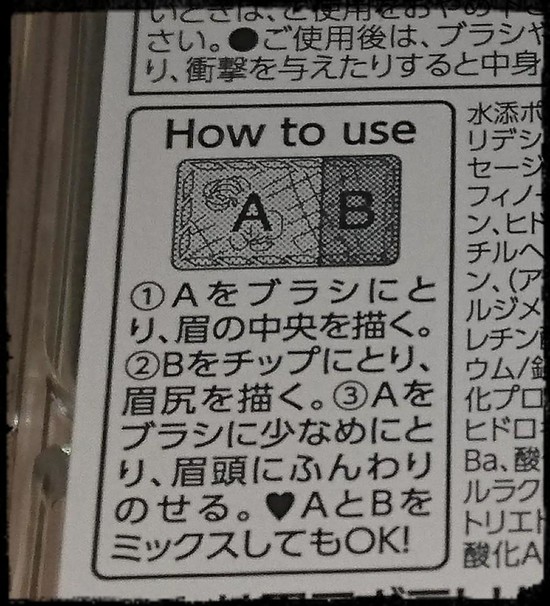 さい。●ご使用後は、ブラシや
り、衝撃を与えたりすると中身
How to use
A B
①Aをブラシにと
り、眉の中央を描く。
②Bをチップにとり、
眉尻を描く。③Aを
ブラシに少なめにと
り、眉頭にふんわり
のせる。♥AとBを
ミックスしてもOK!
水添ポ
リデシ
セージ
フィノ
ン、ヒド
チルヘ
ン、(ア
ルジメ
レチン
ウム/
化プロ
ヒドロ
Ba、酸
ルラク
トリエト
酸化A